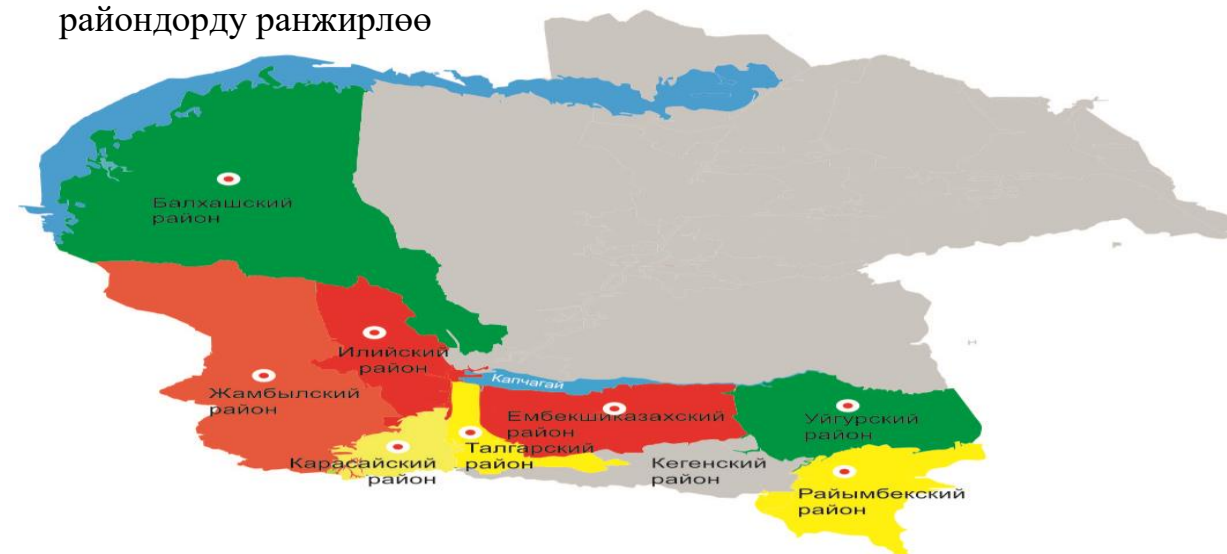 райондорду ранжирлөө
Балхашский
район
Илийский
район
Капчагай
Жамбылский
район
Ембекшиказахский
район
Уйгурский
район
Карасайский
район
Талгарский
район
Кегенский
район
Райымбекский
район